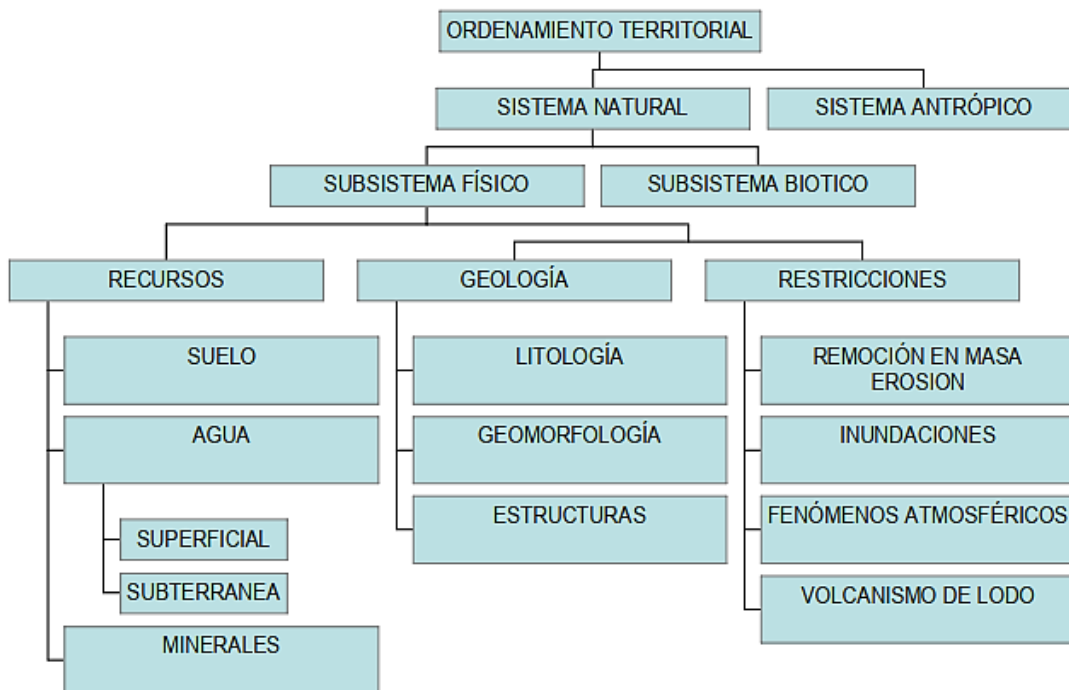 ORDENAMIENTO TERRITORIAL
SISTEMA NATURAL
SISTEMA ANTRÓPICO
SUBSISTEMA FÍSICO
SUBSISTEMA BIOTICO
RECURSOS
GEOLOGÍA
RESTRICCIONES
SUELO
LITOLOGÍA
REMOCIÓN EN MASA
EROSION
AGUA
GEOMORFOLOGÍA
INUNDACIONES
ESTRUCTURAS
FENÓMENOS ATMOSFÉRICOS
SUPERFICIAL
SUBTERRANEA
VOLCANISMO DE LODO
MINERALES